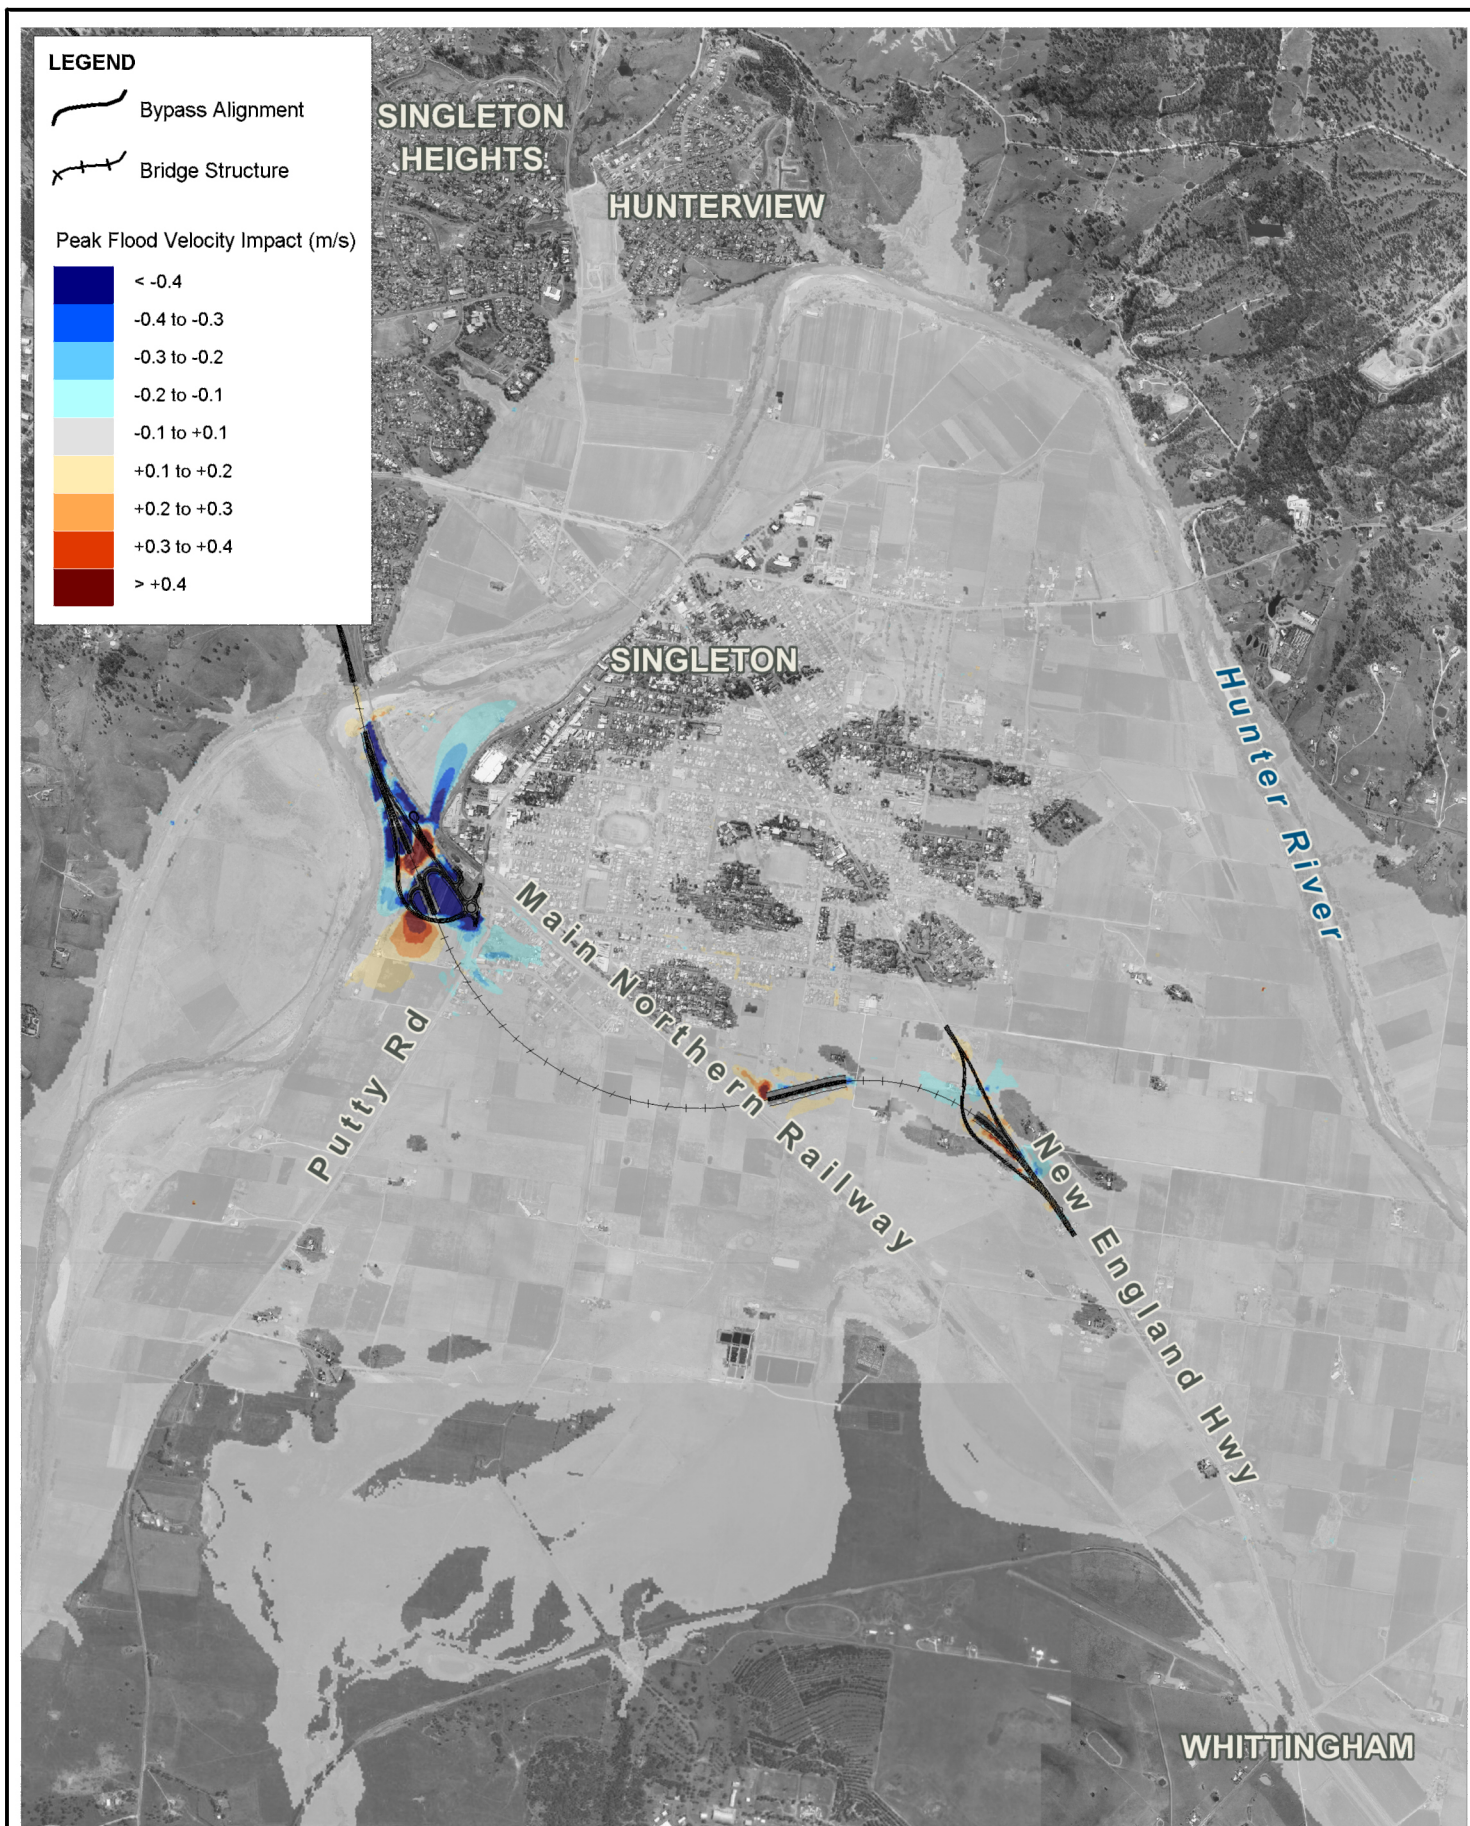 LEGEND
Bypass Alignment
Bridge Structure
Peak Flood Velocity Impact (m/s)
< -0.4
-0.4 to -0.3
-0.3 to -0.2
-0.2 to -0.1
-0.1 to +0.1
+0.1 to +0.2
+0.2 to +0.3
+0.3 to +0.4
> +0.4
SINGLETON
HEIGHTS
HUNTERVIEW
SINGLETON
Hunter River
Main Northern Railway
Putty Rd
New England Hwy
WHITTINGHAM